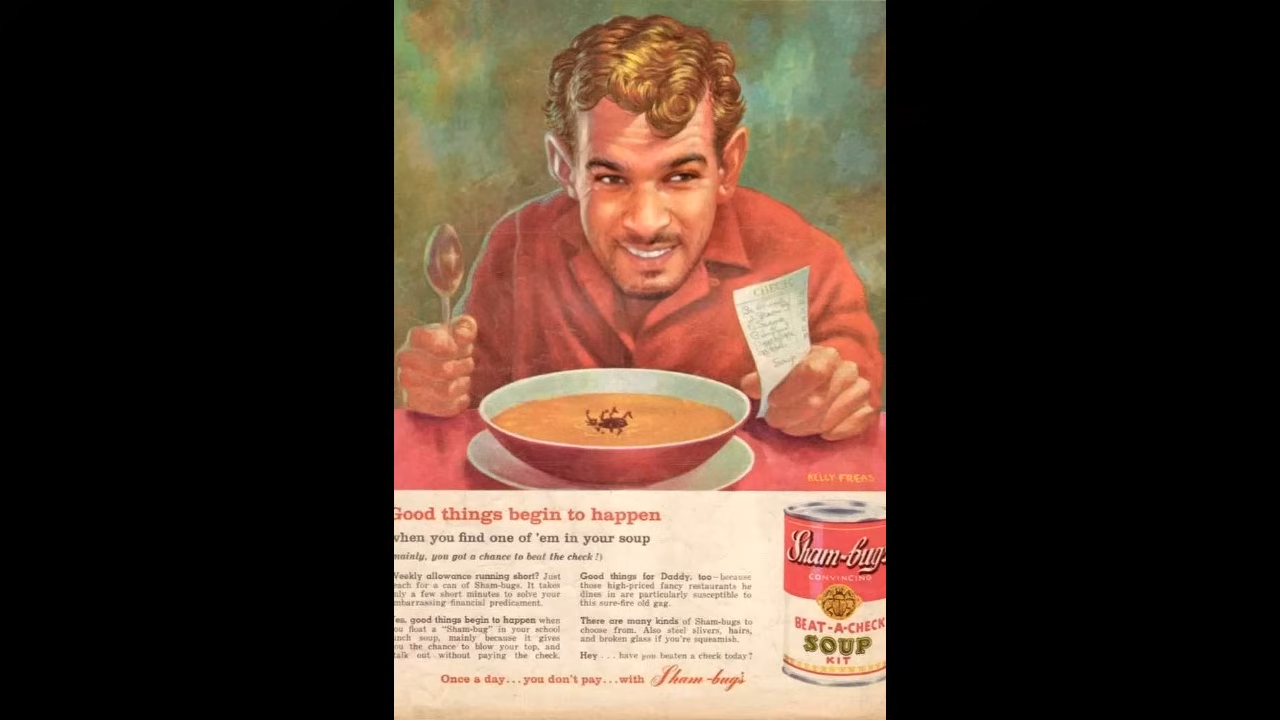 CHECK
Soup
KELLY FREAS
Good things begin to happen
when you find one of 'em in your soup
mainly, you got a chance to beat the check!)
Weekly allowance running short? Just
each for a can of Sham-bugs. It takes
nly a few short minutes to solve your
mbarrassing financial predicament.
es, good things begin to happen when
ou float a "Sham-bug" in your school
unch soup, mainly because it gives
ou the chance to blow your top, and
talk out without paying the check.
Good things for Daddy, too—because
those high-priced fancy restaurants he
dines in are particularly susceptible to
this sure-fire old gag.
There are many kinds of Sham-bugs to
choose from. Also steel slivers, hairs,
and broken glass if you're squeamish.
Hey . . . have you beaten a check today?
Once a day...you don't pay...with Sham-bugs
Sham-bug
CONVINCING
BEAT-A-CHECK
SOUP
KIT